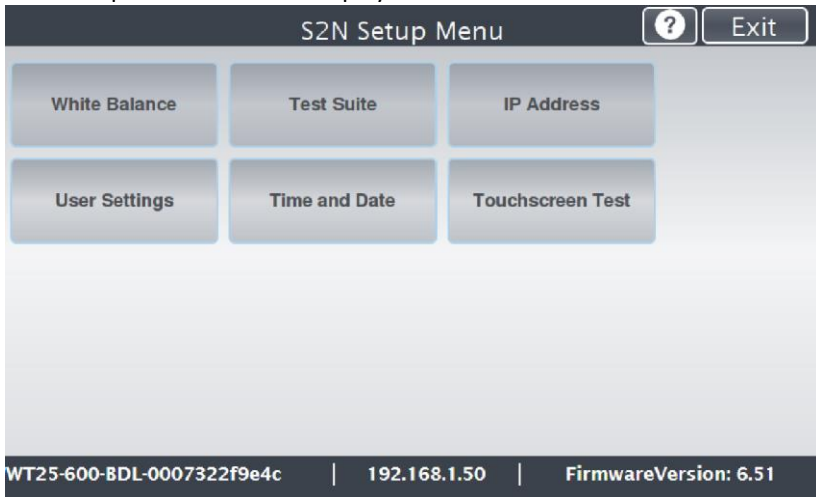 S2N Setup Menu ? Exit
White Balance Test Suite IP Address
User Settings Time and Date Touchscreen Test
WT25-600-BDL-0007322f9e4c | 192.168.1.50 | FirmwareVersion: 6.51